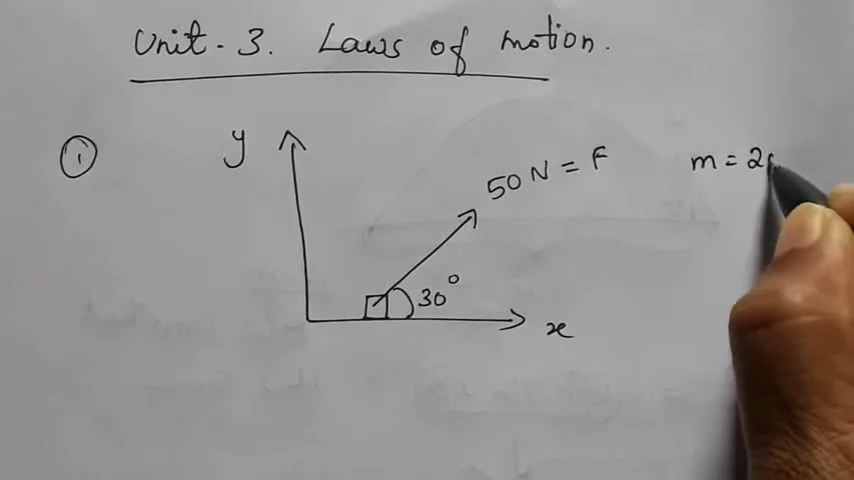 Unit - 3. Laws of motion.
①
y
50 N = F
m = 2
30°
x